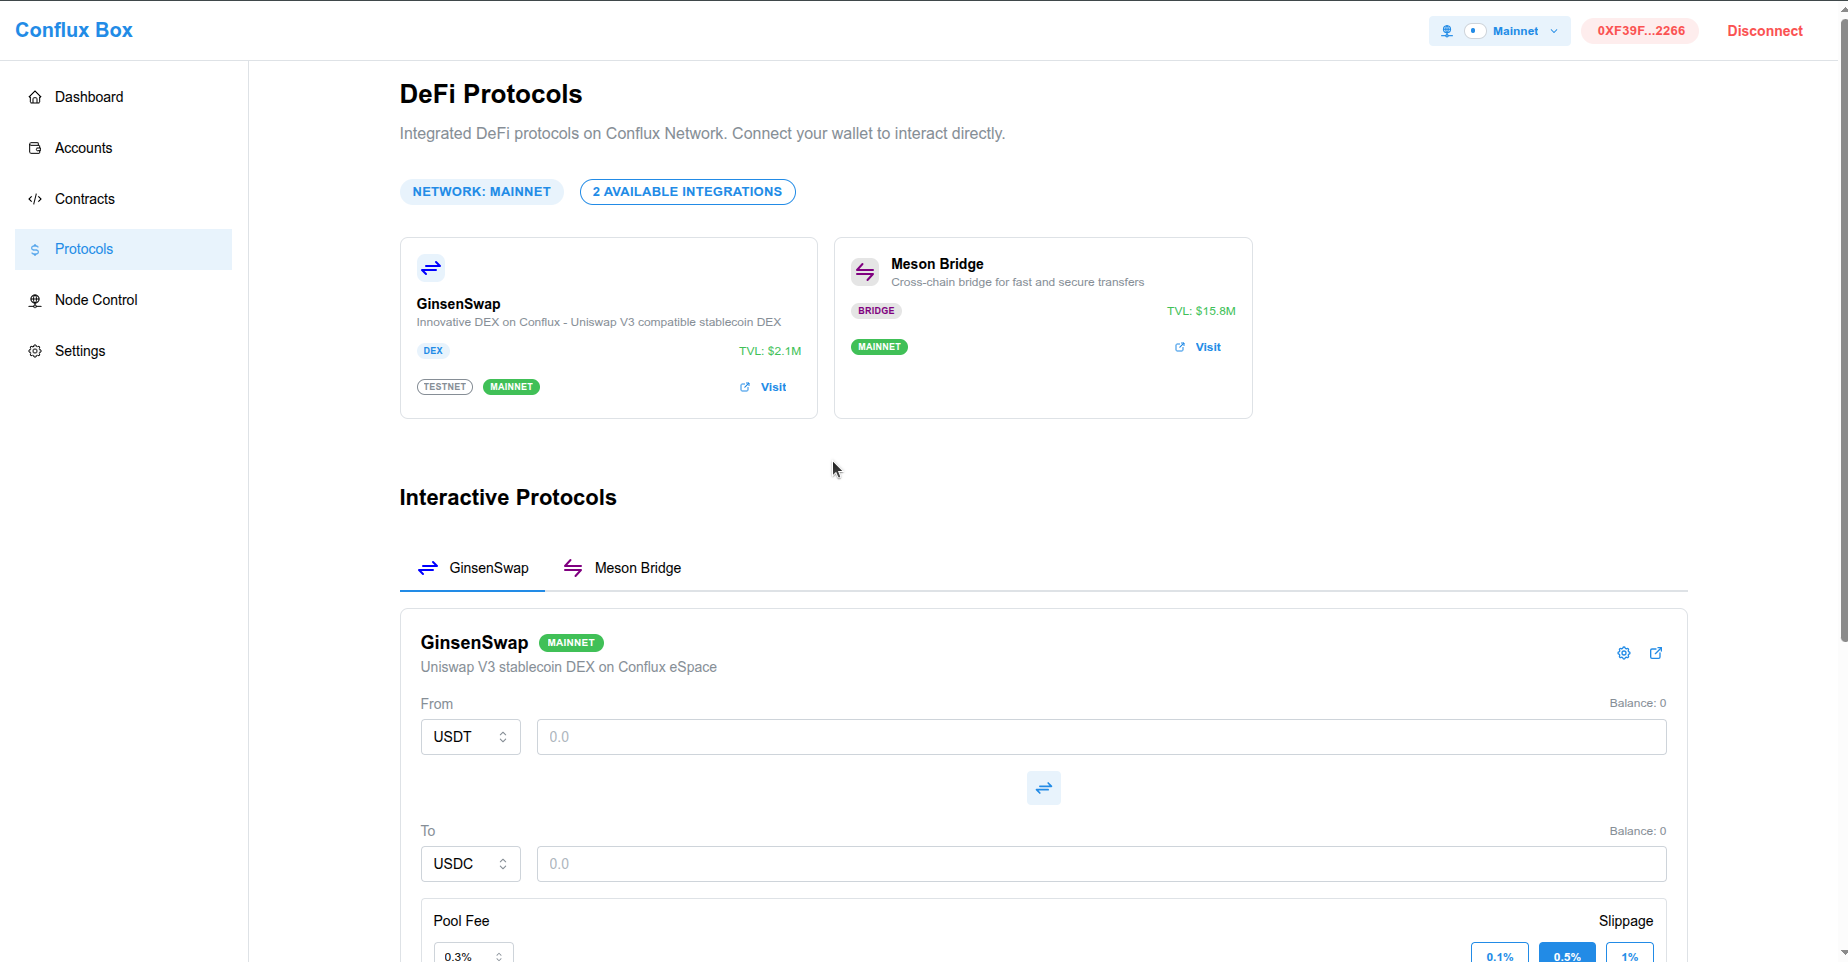 Conflux Box
Mainnet
0XF39F...2266
Disconnect
Dashboard
Accounts
Contracts
Protocols
Node Control
Settings
DeFi Protocols
Integrated DeFi protocols on Conflux Network. Connect your wallet to interact directly.
NETWORK: MAINNET
2 AVAILABLE INTEGRATIONS
GinsenSwap
Innovative DEX on Conflux - Uniswap V3 compatible stablecoin DEX
DEX
TVL: $2.1M
TESTNET
MAINNET
Visit
Meson Bridge
Cross-chain bridge for fast and secure transfers
BRIDGE
TVL: $15.8M
MAINNET
Visit
Interactive Protocols
GinsenSwap
Meson Bridge
GinsenSwap
MAINNET
Uniswap V3 stablecoin DEX on Conflux eSpace
From
Balance: 0
USDT
0.0
To
Balance: 0
USDC
0.0
Pool Fee
Slippage
0.3%
0.1%
0.5%
1%